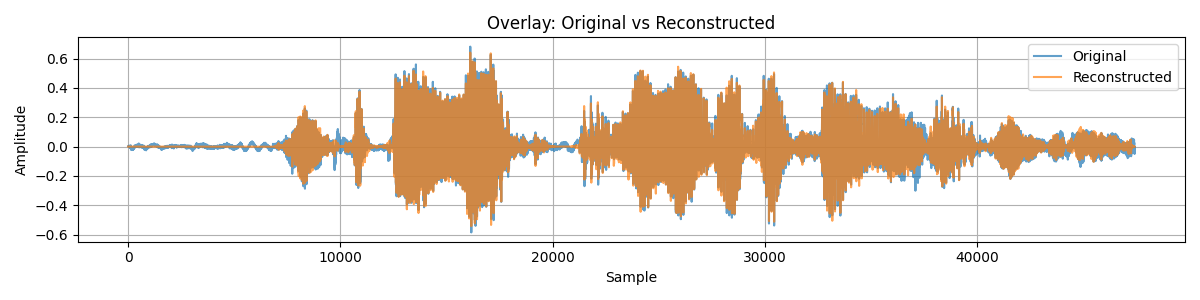 Overlay: Original vs Reconstructed
Original
Reconstructed
Amplitude
0.6
0.4
0.2
0.0
−0.2
−0.4
−0.6
0
10000
20000
30000
40000
Sample